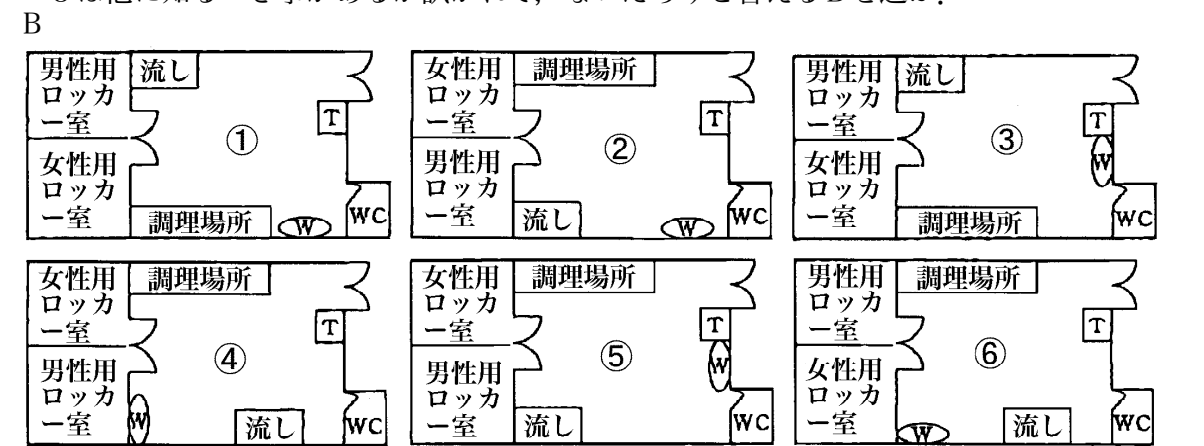 B
男性用
ロッカ
ー室
流し
T
①
女性用
ロッカ
ー室
調理場所
W
WC
女性用
ロッカ
ー室
調理場所
T
②
男性用
ロッカ
ー室
流し
W
WC
男性用
ロッカ
ー室
流し
T
③
W
女性用
ロッカ
ー室
調理場所
WC
女性用
ロッカ
ー室
調理場所
T
④
男性用
ロッカ
ー室
W
流し
WC
女性用
ロッカ
ー室
調理場所
T
⑤
W
男性用
ロッカ
ー室
流し
WC
男性用
ロッカ
ー室
調理場所
T
⑥
女性用
ロッカ
ー室
W
流し
WC